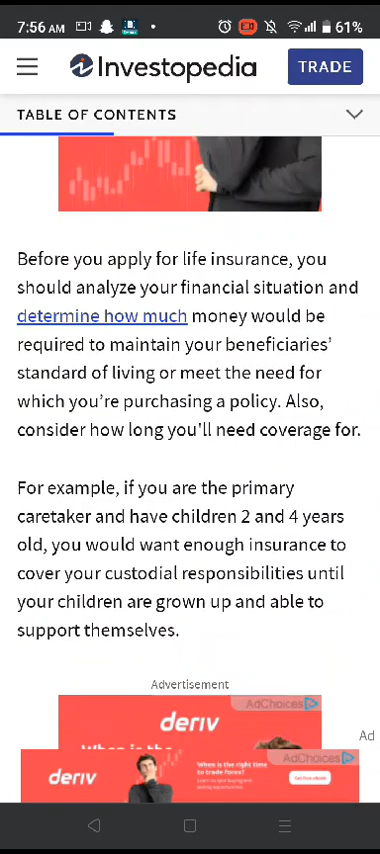 7:56 AM
61%
Investopedia
TRADE
TABLE OF CONTENTS
Before you apply for life insurance, you
should analyze your financial situation and
determine how much money would be
required to maintain your beneficiaries'
standard of living or meet the need for
which you're purchasing a policy. Also,
consider how long you'll need coverage for.
For example, if you are the primary
caretaker and have children 2 and 4 years
old, you would want enough insurance to
cover your custodial responsibilities until
your children are grown up and able to
support themselves.
Advertisement
AdChoices
deriv
When is the
Ad
AdChoices
deriv
When is the right time
to trade forex?